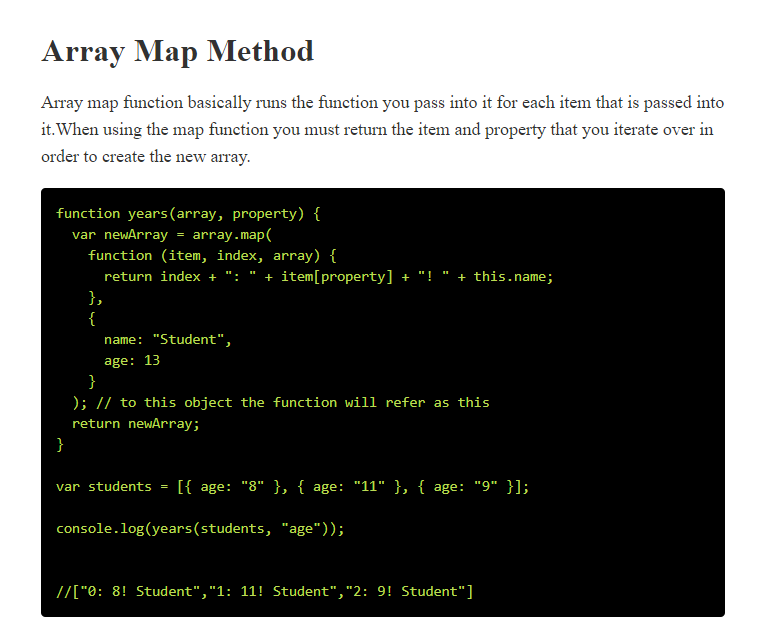 Array Map Method
Array map function basically runs the function you pass into it for each item that is passed into
it.When using the map function you must return the item and property that you iterate over in
order to create the new array.
function years(array, property) {
  var newArray = array.map(
    function (item, index, array) {
      return index + ": " + item[property] + "! " + this.name;
    },
    {
      name: "Student",
      age: 13
    }
  ); // to this object the function will refer as this
  return newArray;
}
var students = [{ age: "8" }, { age: "11" }, { age: "9" }];
console.log(years(students, "age"));
//["0: 8! Student","1: 11! Student","2: 9! Student"]